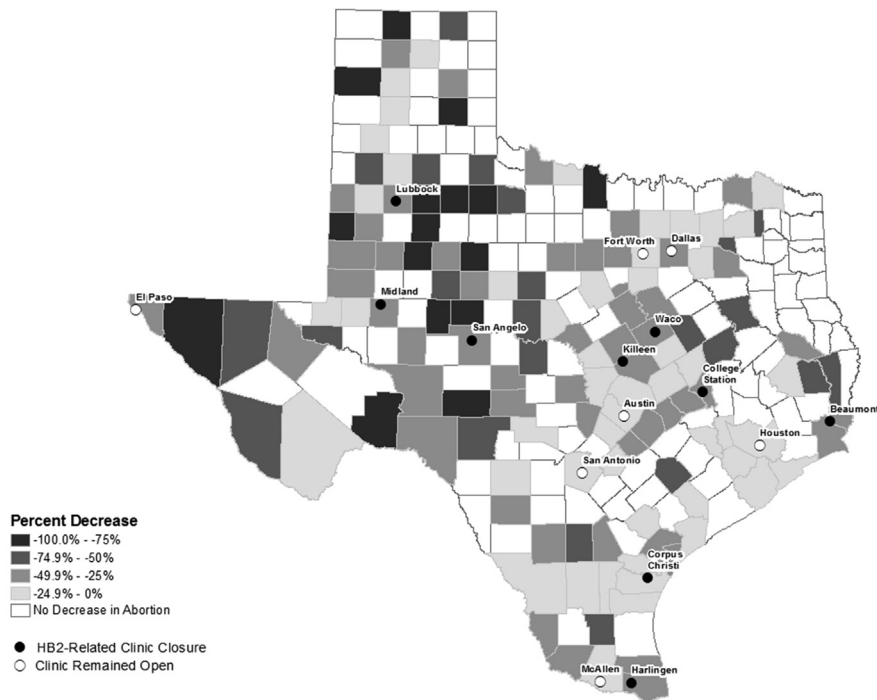 Lubbock
Fort Worth
Dallas
El Paso
Midland
Waco
San Angelo
Killeen
College
Station
Austin
Beaumont
Houston
San Antonio
Corpus
Christi
McAllen
Harlingen
Percent Decrease
-100.0% - -75%
-74.9% - -50%
-49.9% - -25%
-24.9% - 0%
No Decrease in Abortion
HB2-Related Clinic Closure
Clinic Remained Open